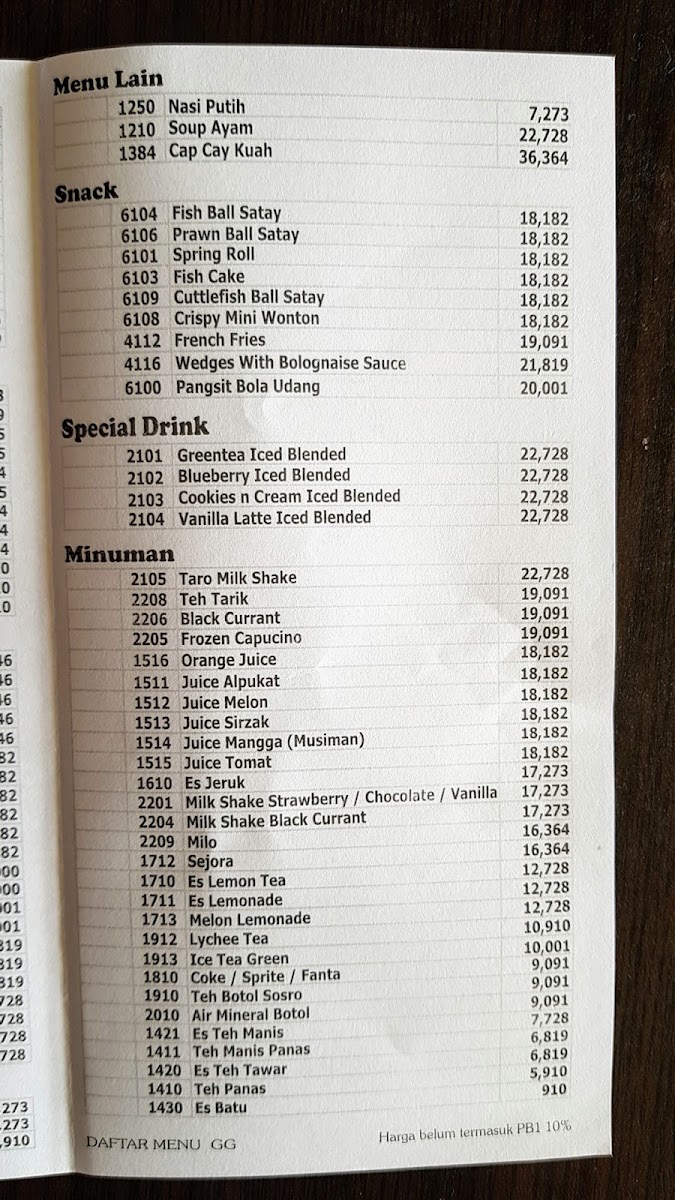 Menu Lain
1250 Nasi Putih 7,273
1210 Soup Ayam 22,728
1384 Cap Cay Kuah 36,364
Snack
6104 Fish Ball Satay 18,182
6106 Prawn Ball Satay 18,182
6101 Spring Roll 18,182
6103 Fish Cake 18,182
6109 Cuttlefish Ball Satay 18,182
6108 Crispy Mini Wonton 18,182
4112 French Fries 19,091
4116 Wedges With Bolognaise Sauce 21,819
6100 Pangsit Bola Udang 20,001
Special Drink
2101 Greentea Iced Blended 22,728
2102 Blueberry Iced Blended 22,728
2103 Cookies n Cream Iced Blended 22,728
2104 Vanilla Latte Iced Blended 22,728
Minuman
2105 Taro Milk Shake 22,728
2208 Teh Tarik 19,091
2206 Black Currant 19,091
2205 Frozen Capucino 19,091
1516 Orange Juice 18,182
1511 Juice Alpukat 18,182
1512 Juice Melon 18,182
1513 Juice Sirzak 18,182
1514 Juice Mangga (Musiman) 18,182
1515 Juice Tomat 18,182
1610 Es Jeruk 17,273
2201 Milk Shake Strawberry / Chocolate / Vanilla 17,273
2204 Milk Shake Black Currant 17,273
2209 Milo 16,364
1712 Sejora 16,364
1710 Es Lemon Tea 12,728
1711 Es Lemonade 12,728
1713 Melon Lemonade 12,728
1912 Lychee Tea 10,910
1913 Ice Tea Green 10,001
1810 Coke / Sprite / Fanta 9,091
1910 Teh Botol Sosro 9,091
2010 Air Mineral Botol 9,091
1421 Es Teh Manis 7,728
1411 Teh Manis Panas 6,819
1420 Es Teh Tawar 6,819
1410 Teh Panas 5,910
1430 Es Batu 910
DAFTAR MENU GG
Harga belum termasuk PB1 10%